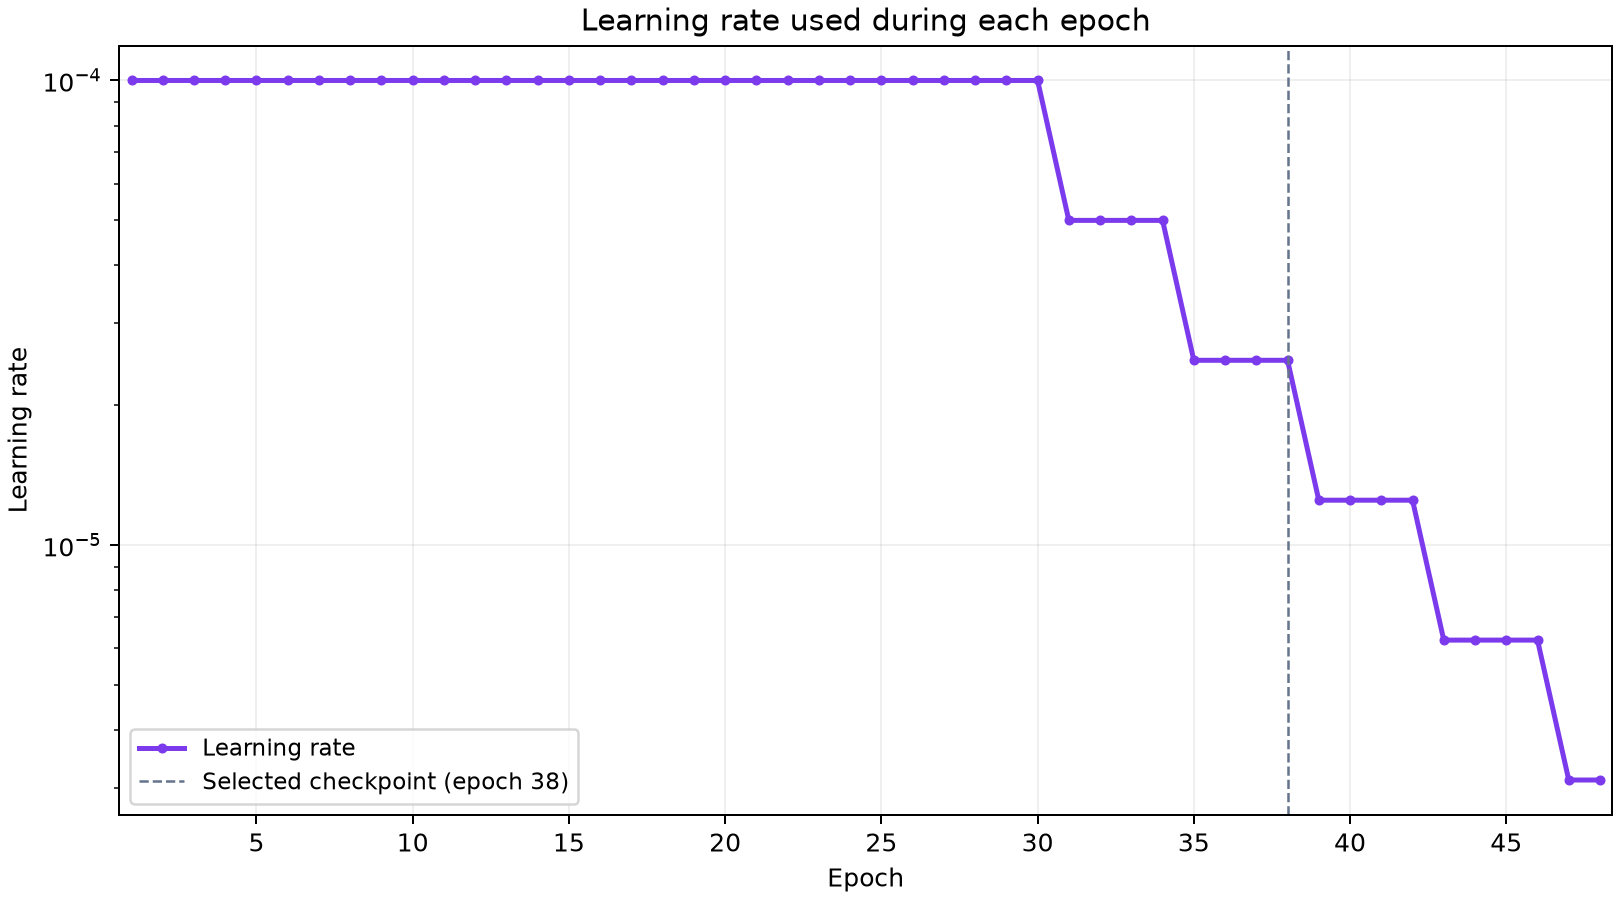 Learning rate used during each epoch
Learning rate
10⁻⁴
10⁻⁵
Learning rate
Selected checkpoint (epoch 38)
5 10 15 20 25 30 35 40 45
Epoch